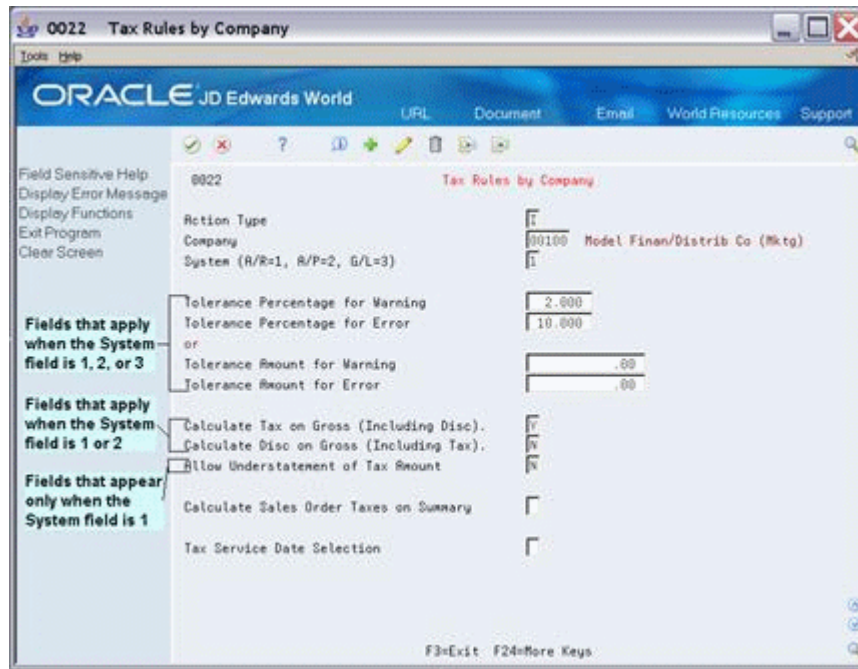 0022 Tax Rules by Company
Tools Help
ORACLE JD Edwards World
URL Document Email World Resources Support
Field Sensitive Help
Display Error Message
Display Functions
Exit Program
Clear Screen
0022 Tax Rules by Company
Action Type I
Company 00100 Model Finan/Distrib Co (Mktg)
System (A/R=1, A/P=2, G/L=3) 1
Fields that apply
when the System
field is 1, 2, or 3
Tolerance Percentage for Warning 2.000
Tolerance Percentage for Error 10.000
or
Tolerance Amount for Warning .00
Tolerance Amount for Error .00
Fields that apply
when the System
field is 1 or 2
Calculate Tax on Gross (Including Disc). Y
Calculate Disc on Gross (Including Tax). N
Allow Understatement of Tax Amount N
Fields that appear
only when the
System field is 1
Calculate Sales Order Taxes on Summary
Tax Service Date Selection
F3=Exit F24=More Keys